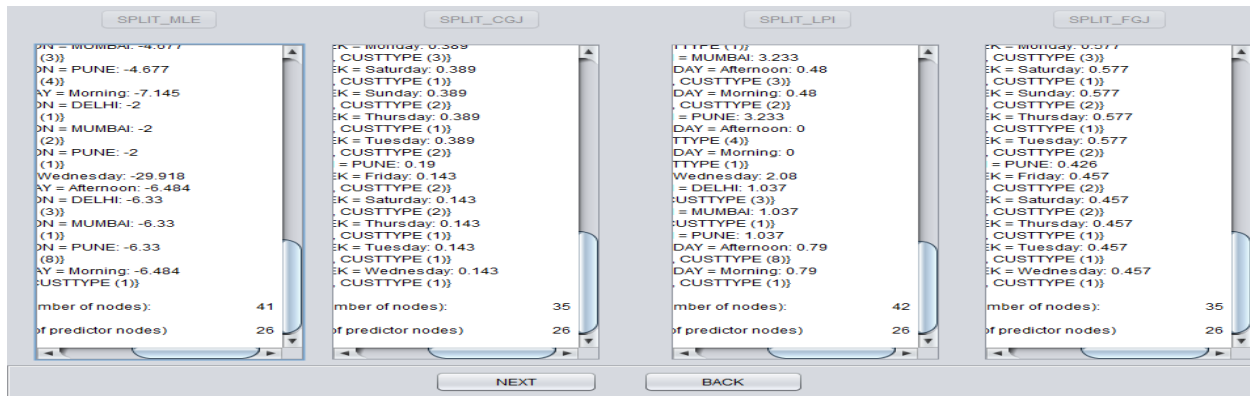 SPLIT_MLE
SPLIT_CGJ
SPLIT_LPI
SPLIT_FGJ
ON = MUMBAI: -4.677
(3)}
ON = PUNE: -4.677
(4)}
AY = Morning: -7.145
ON = DELHI: -2
(1)}
ON = MUMBAI: -2
(2)}
ON = PUNE: -2
(1)}
Wednesday: -29.918
AY = Afternoon: -6.484
ON = DELHI: -6.33
(3)}
ON = MUMBAI: -6.33
(1)}
ON = PUNE: -6.33
(8)}
AY = Morning: -6.484
CUSTTYPE (1)}
mber of nodes): 41
of predictor nodes) 26
EK = Monday: 0.389
, CUSTTYPE (3)}
EK = Saturday: 0.389
, CUSTTYPE (1)}
EK = Sunday: 0.389
, CUSTTYPE (2)}
EK = Thursday: 0.389
, CUSTTYPE (1)}
EK = Tuesday: 0.389
, CUSTTYPE (2)}
= PUNE: 0.19
EK = Friday: 0.143
, CUSTTYPE (2)}
EK = Saturday: 0.143
, CUSTTYPE (2)}
EK = Thursday: 0.143
, CUSTTYPE (1)}
EK = Tuesday: 0.143
, CUSTTYPE (1)}
EK = Wednesday: 0.143
, CUSTTYPE (1)}
mber of nodes): 35
of predictor nodes) 26
TTYPE (1)}
= MUMBAI: 3.233
DAY = Afternoon: 0.48
, CUSTTYPE (3)}
DAY = Morning: 0.48
, CUSTTYPE (2)}
= PUNE: 3.233
DAY = Afternoon: 0
TTYPE (4)}
DAY = Morning: 0
TTYPE (1)}
Wednesday: 2.08
= DELHI: 1.037
CUSTTYPE (3)}
= MUMBAI: 1.037
CUSTTYPE (1)}
= PUNE: 1.037
DAY = Afternoon: 0.79
, CUSTTYPE (8)}
DAY = Morning: 0.79
, CUSTTYPE (1)}
mber of nodes): 42
of predictor nodes) 26
EK = Monday: 0.577
, CUSTTYPE (3)}
EK = Saturday: 0.577
, CUSTTYPE (1)}
EK = Sunday: 0.577
, CUSTTYPE (2)}
EK = Thursday: 0.577
, CUSTTYPE (1)}
EK = Tuesday: 0.577
, CUSTTYPE (2)}
= PUNE: 0.426
EK = Friday: 0.457
, CUSTTYPE (2)}
EK = Saturday: 0.457
, CUSTTYPE (2)}
EK = Thursday: 0.457
, CUSTTYPE (1)}
EK = Tuesday: 0.457
, CUSTTYPE (1)}
EK = Wednesday: 0.457
, CUSTTYPE (1)}
mber of nodes): 35
of predictor nodes) 26
NEXT
BACK